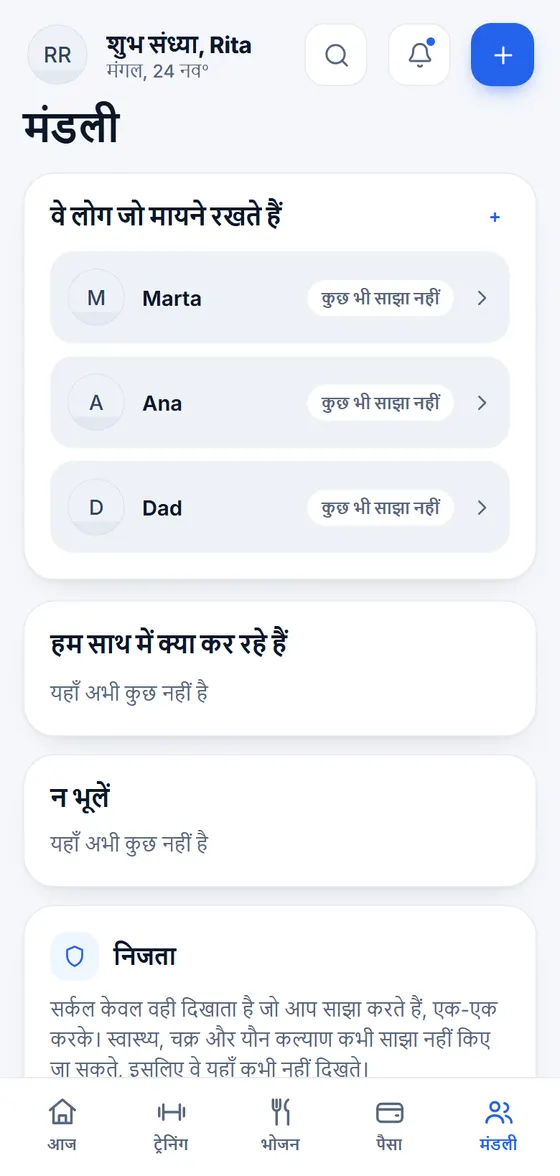 RR
शुभ संध्या, Rita
मंगल, 24 नव॰
मंडली
वे लोग जो मायने रखते हैं
+
M
Marta
कुछ भी साझा नहीं
A
Ana
कुछ भी साझा नहीं
D
Dad
कुछ भी साझा नहीं
हम साथ में क्या कर रहे हैं
यहाँ अभी कुछ नहीं है
न भूलें
यहाँ अभी कुछ नहीं है
निजता
सर्कल केवल वही दिखाता है जो आप साझा करते हैं, एक-एक
करके। स्वास्थ्य, चक्र और यौन कल्याण कभी साझा नहीं किए
जा सकते, इसलिए वे यहाँ कभी नहीं दिखते।
आज
ट्रेनिंग
भोजन
पैसा
मंडली